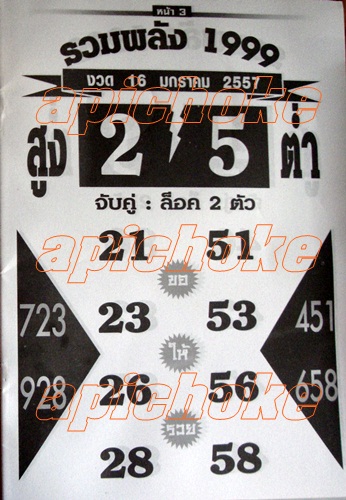 หน้า 3
รวมพลัง 1999
งวด 16 มกราคม 2557
apichoke
สูง 2 5 ต่ำ
จับคู่ : ล็อค 2 ตัว
apichoke
21 51
ขอ
723 23 53 451
ให้
928 26 56 658
apichoke
รวย
28 58